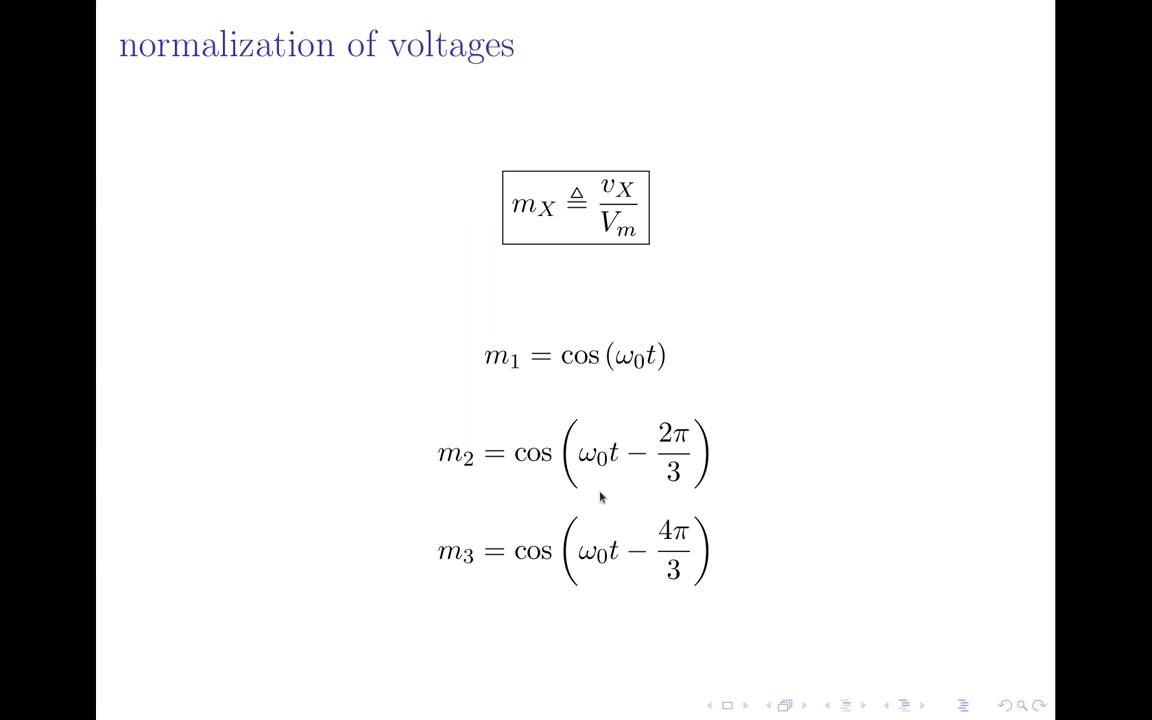 normalization of voltages
m_X ≜ v_X / V_m
m_1 = cos (ω_0 t)
m_2 = cos (ω_0 t − 2π/3)
m_3 = cos (ω_0 t − 4π/3)